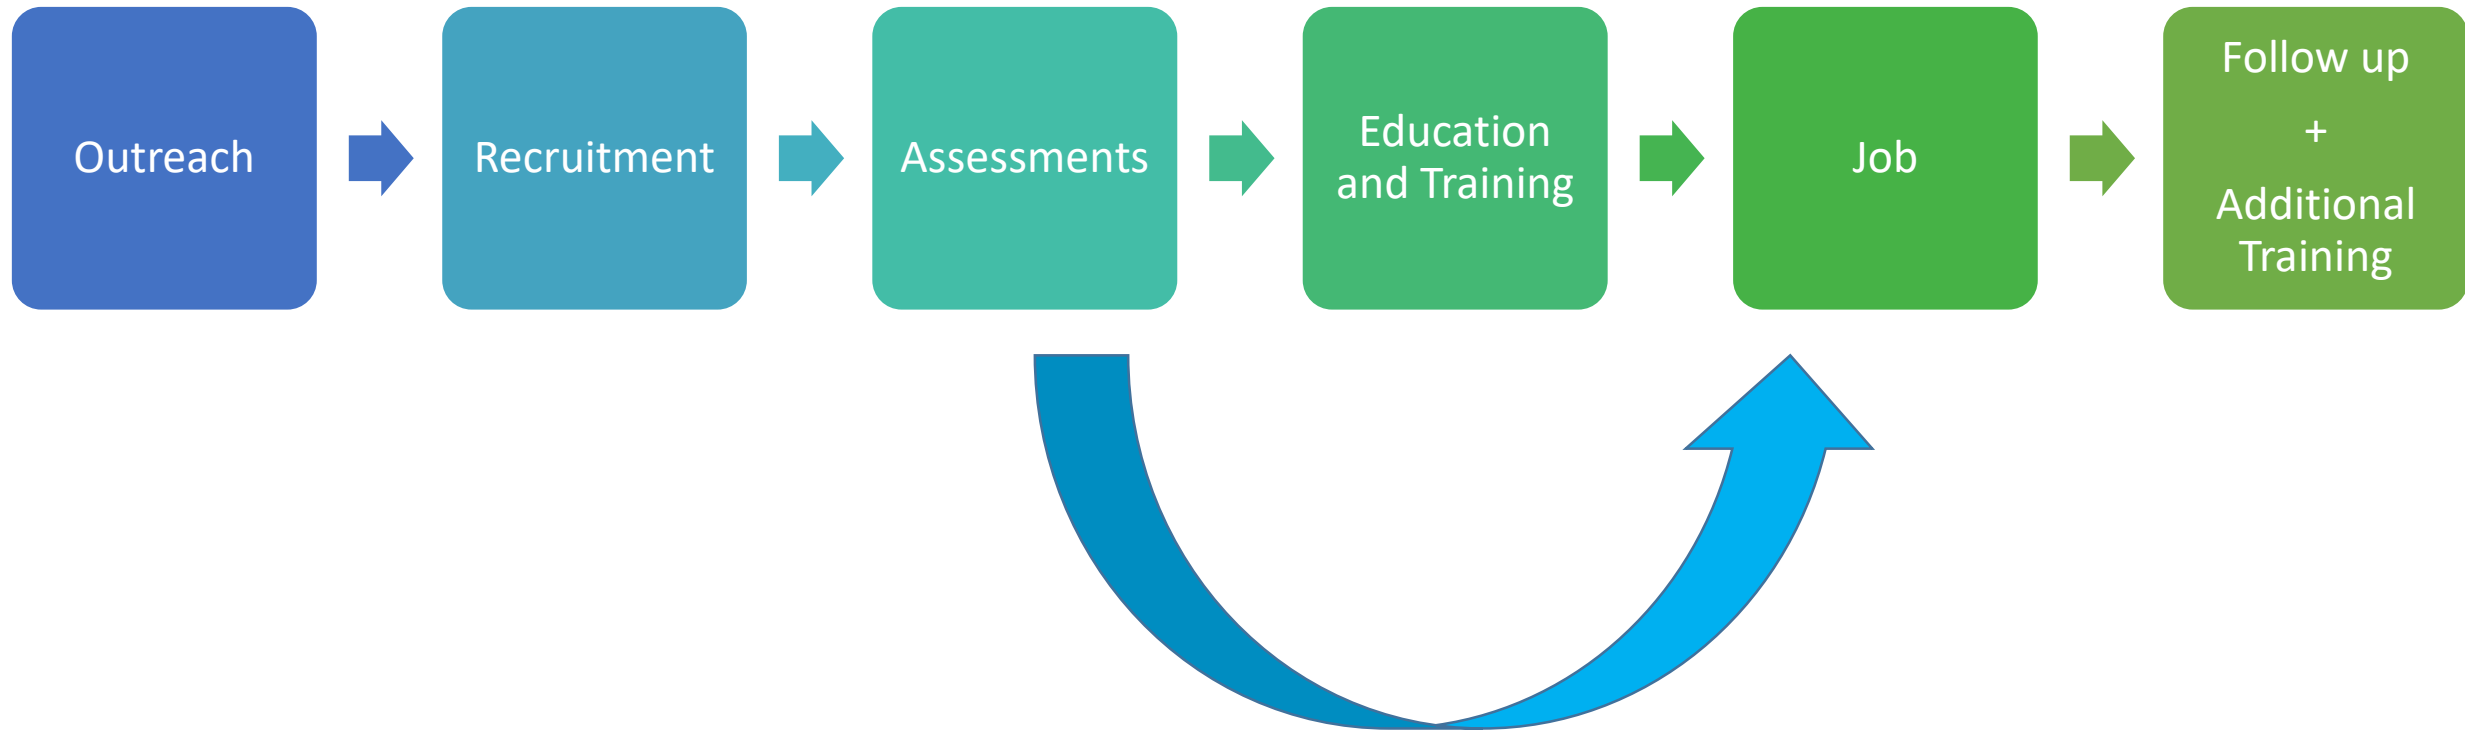 Outreach
Recruitment
Assessments
Education
and Training
Job
Follow up
+
Additional
Training